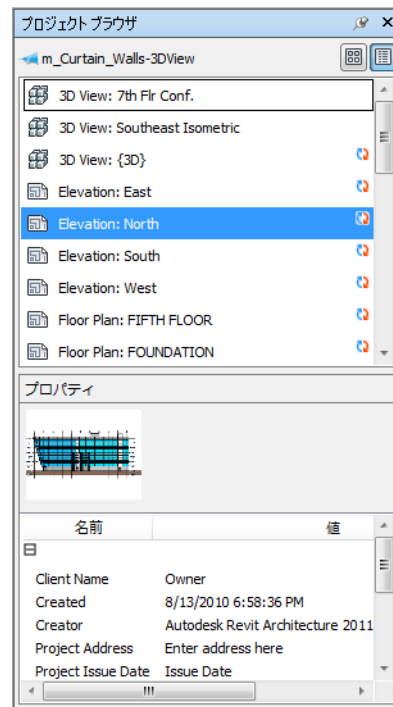 プロジェクト ブラウザ
m_Curtain_Walls-3DView
3D View: 7th Flr Conf.
3D View: Southeast Isometric
3D View: {3D}
Elevation: East
Elevation: North
Elevation: South
Elevation: West
Floor Plan: FIFTH FLOOR
Floor Plan: FOUNDATION
プロパティ
名前 値
Client Name Owner
Created 8/13/2010 6:58:36 PM
Creator Autodesk Revit Architecture 2011
Project Address Enter address here
Project Issue Date Issue Date